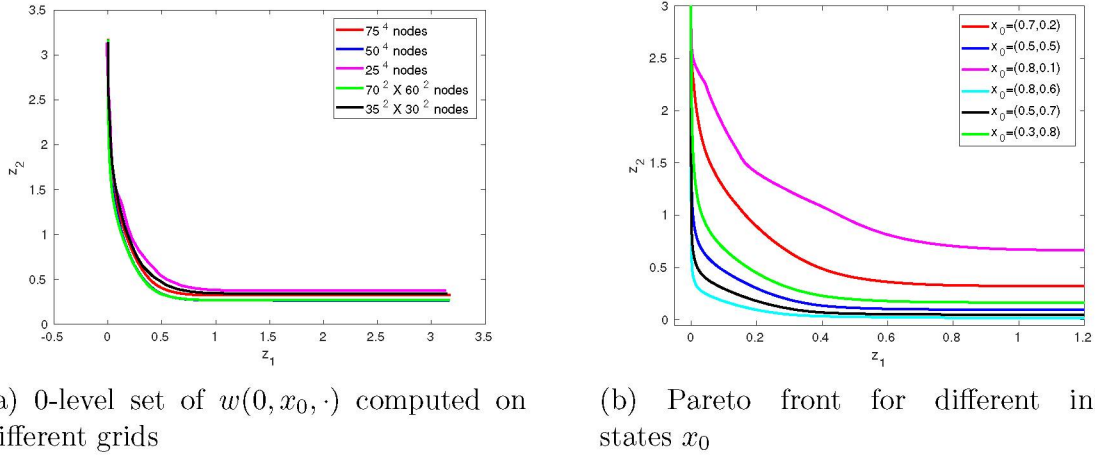 3.5
3
2.5
2
1.5
1
0.5
0
z2
-0.5 0 0.5 1 1.5 2 2.5 3 3.5
z1
75 4 nodes
50 4 nodes
25 4 nodes
70 2 X 60 2 nodes
35 2 X 30 2 nodes
a) 0-level set of w(0, x0, ·) computed on
different grids
3
2.5
2
1.5
1
0.5
0
z2
0 0.2 0.4 0.6 0.8 1 1.2
z1
x0=(0.7,0.2)
x0=(0.5,0.5)
x0=(0.8,0.1)
x0=(0.8,0.6)
x0=(0.5,0.7)
x0=(0.3,0.8)
(b) Pareto front for different in
states x0